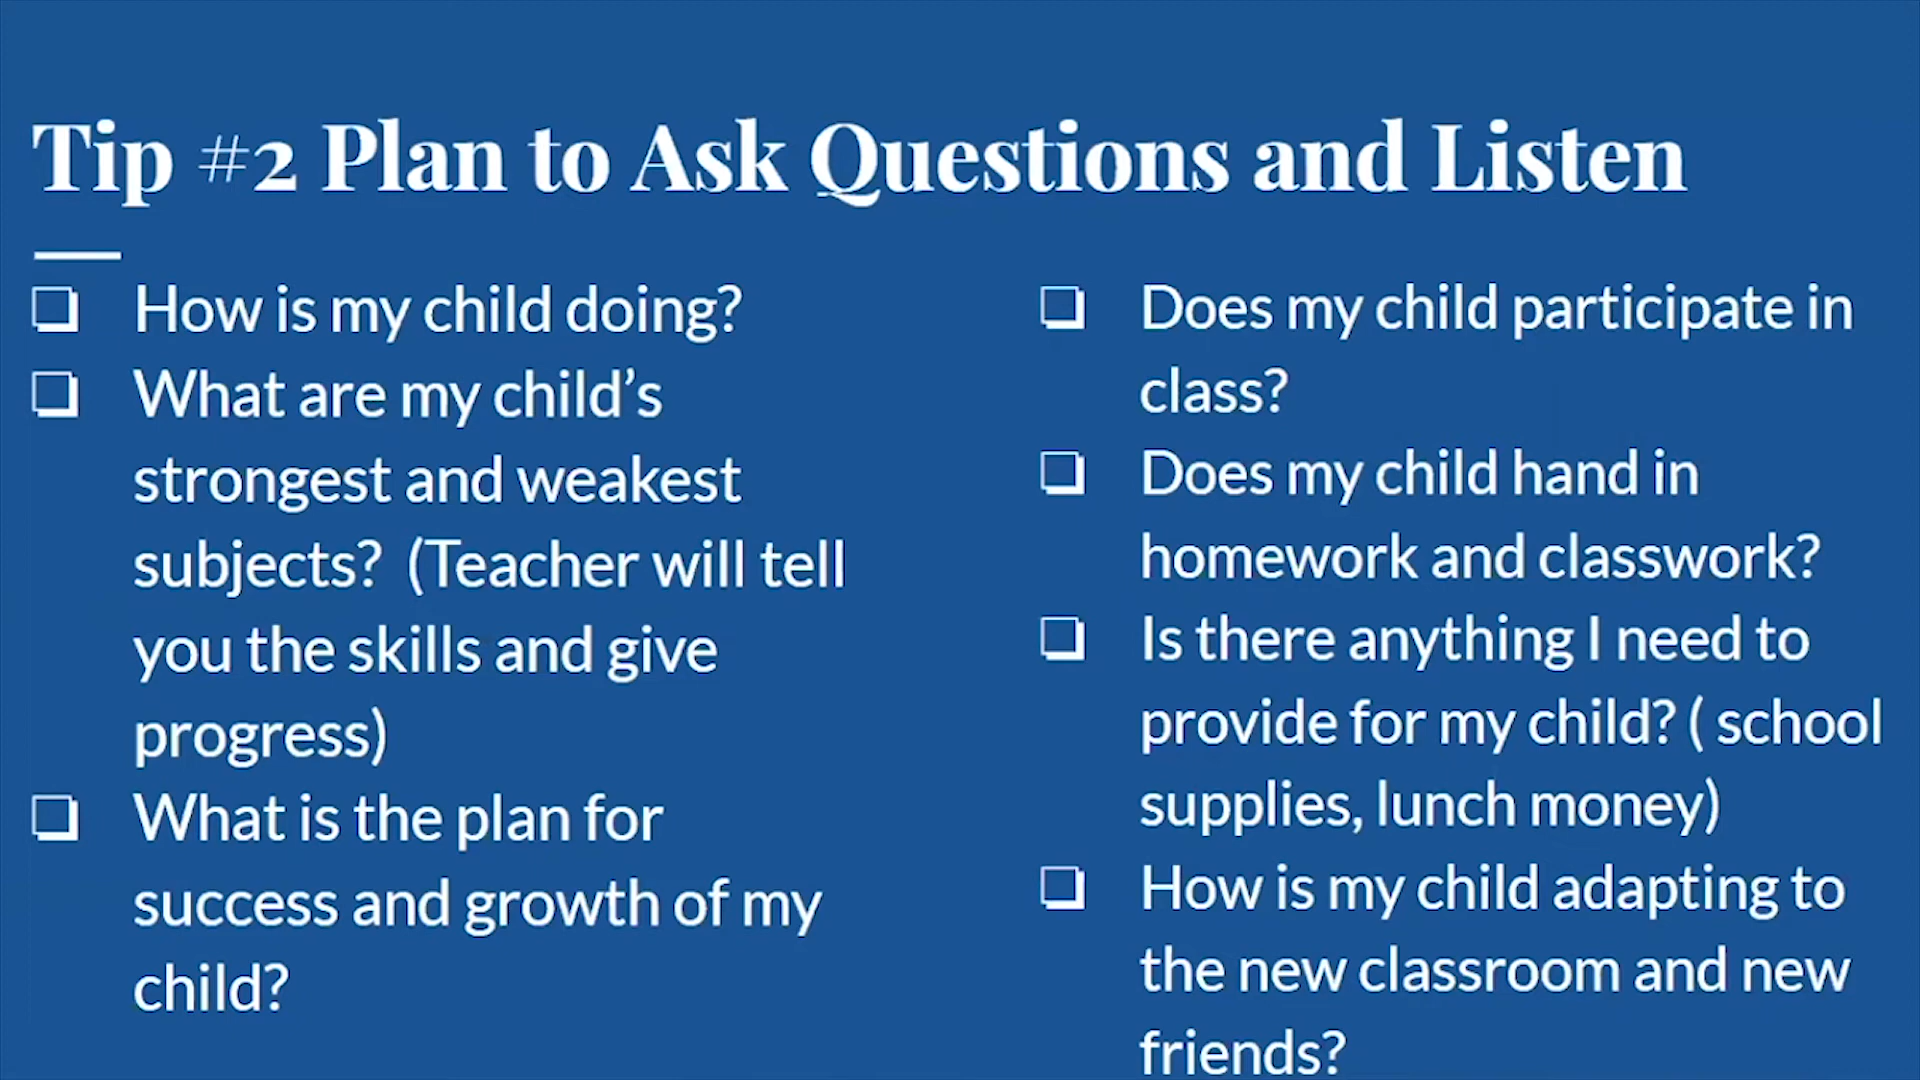 Tip #2 Plan to Ask Questions and Listen
❏ How is my child doing?
❏ What are my child’s
strongest and weakest
subjects? (Teacher will tell
you the skills and give
progress)
❏ What is the plan for
success and growth of my
child?
❏ Does my child participate in
class?
❏ Does my child hand in
homework and classwork?
❏ Is there anything I need to
provide for my child? ( school
supplies, lunch money)
❏ How is my child adapting to
the new classroom and new
friends?